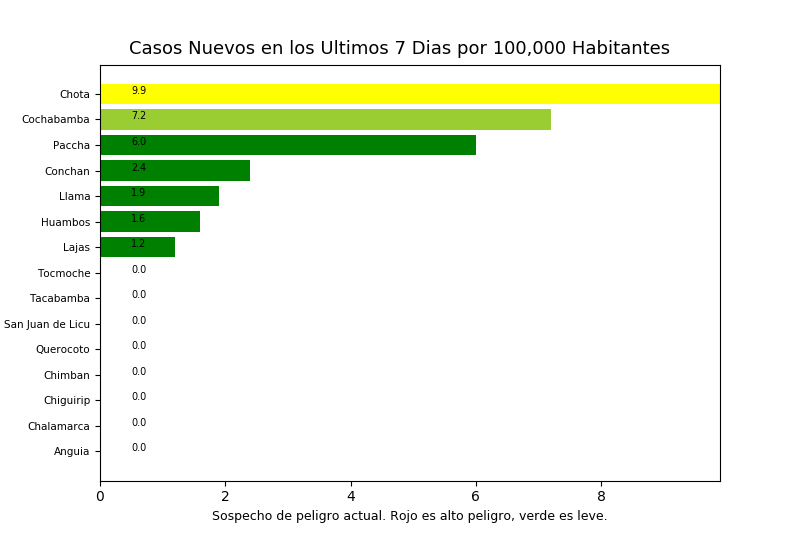 Casos Nuevos en los Ultimos 7 Dias por 100,000 Habitantes
Chota 9.9
Cochabamba 7.2
Paccha 6.0
Conchan 2.4
Llama 1.9
Huambos 1.6
Lajas 1.2
Tocmoche 0.0
Tacabamba 0.0
San Juan de Licu 0.0
Querocoto 0.0
Chimban 0.0
Chiguirip 0.0
Chalamarca 0.0
Anguia 0.0
0 2 4 6 8
Sospecho de peligro actual. Rojo es alto peligro, verde es leve.